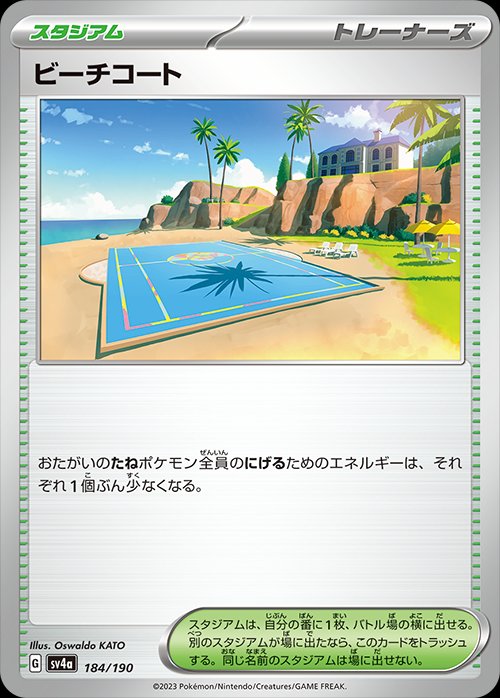 スタジアム トレーナーズ
ビーチコート
おたがいのたねポケモン全員のにげるためのエネルギーは、それ
ぞれ1個ぶん少なくなる。
スタジアムは、自分の番に1枚、バトル場の横に出せる。
別のスタジアムが場に出たなら、このカードをトラッシュ
する。同じ名前のスタジアムは場に出せない。
Illus. Oswaldo KATO
G sv4a 184/190
©2023 Pokémon/Nintendo/Creatures/GAME FREAK.